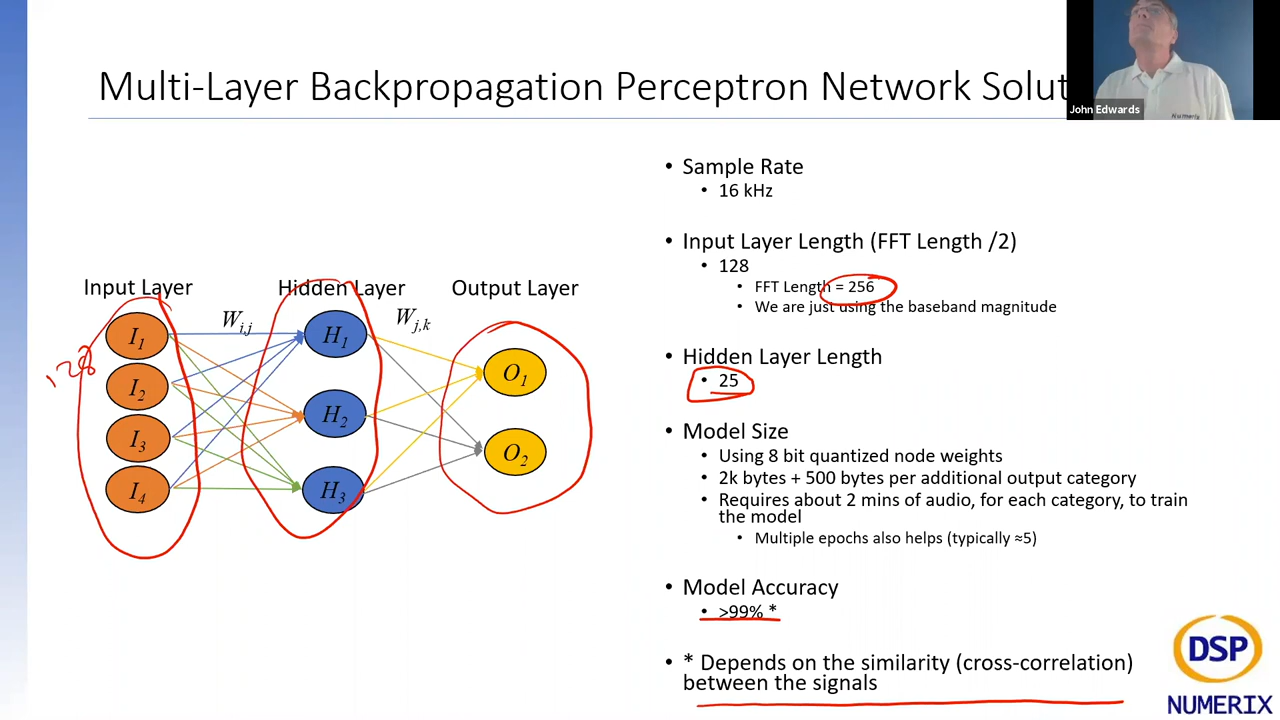 Multi-Layer Backpropagation Perceptron Network Solut
John Edwards
Numerix
• Sample Rate
• 16 kHz
• Input Layer Length (FFT Length /2)
• 128
• FFT Length = 256
• We are just using the baseband magnitude
• Hidden Layer Length
• 25
• Model Size
• Using 8 bit quantized node weights
• 2k bytes + 500 bytes per additional output category
• Requires about 2 mins of audio, for each category, to train
the model
• Multiple epochs also helps (typically ≈5)
• Model Accuracy
• >99% *
• * Depends on the similarity (cross-correlation)
between the signals
Input Layer
Hidden Layer
Output Layer
W i,j
W j,k
128
I1
I2
I3
I4
H1
H2
H3
O1
O2
DSP
NUMERIX